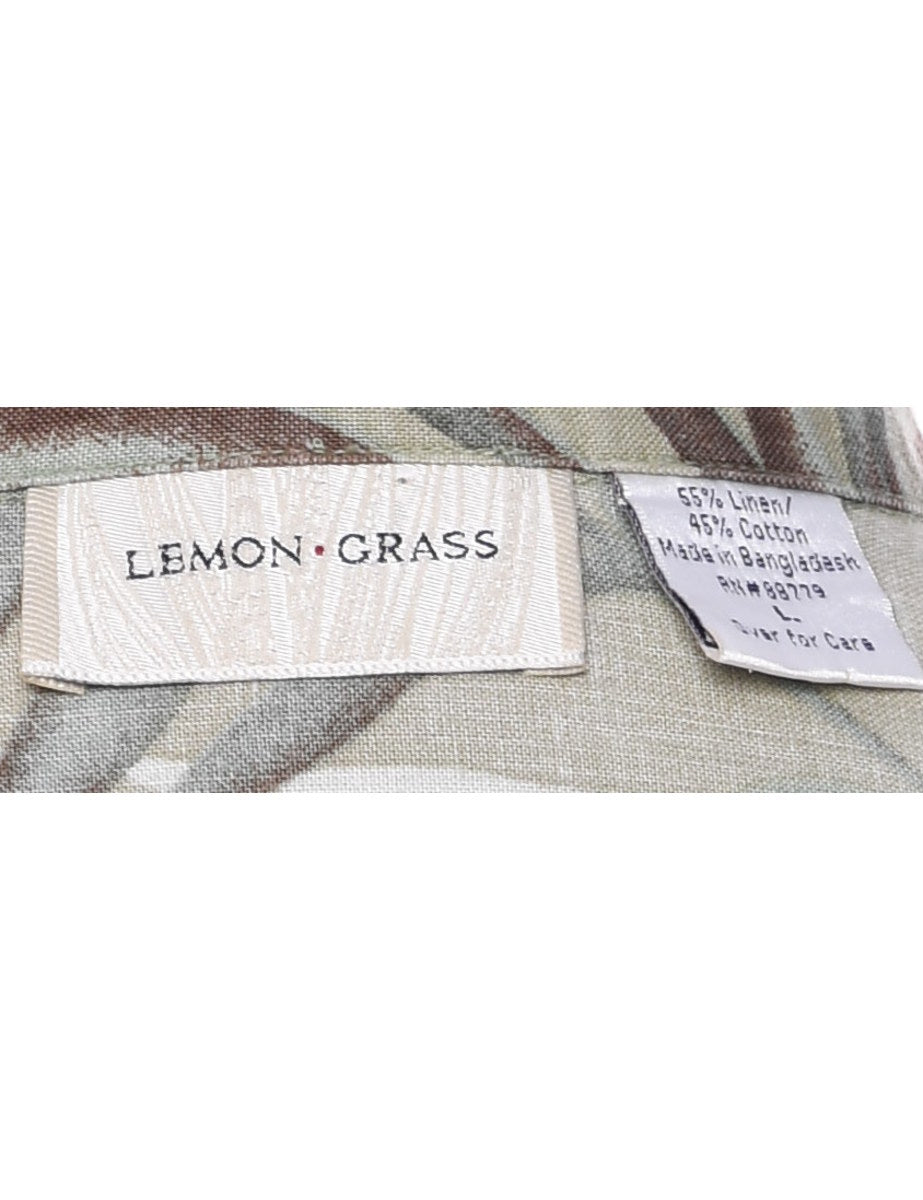 LEMON·GRASS
55% Linen/
45% Cotton
Made in Bangladesh
RN#88779
L
Over for Care